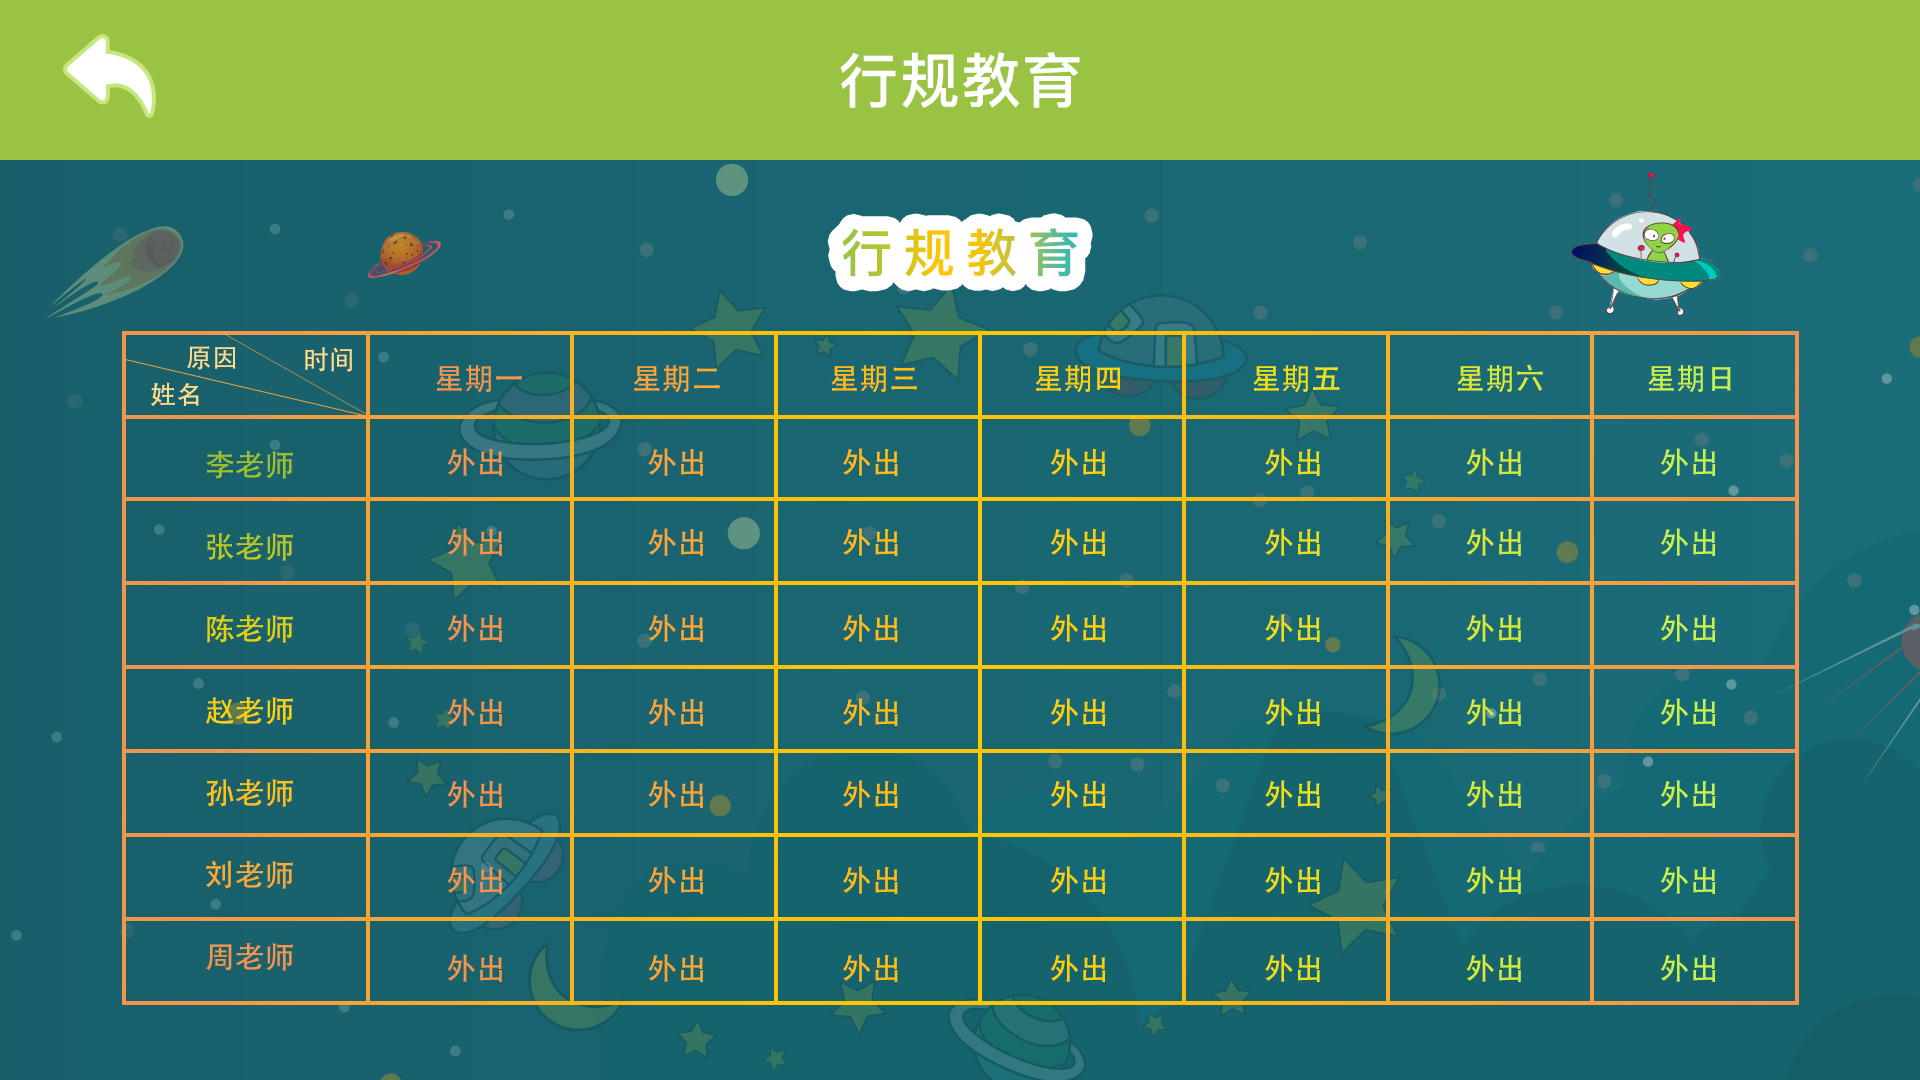 行规教育
行规教育
原因 时间
姓名
星期一 星期二 星期三 星期四 星期五 星期六 星期日
李老师 外出 外出 外出 外出 外出 外出 外出
张老师 外出 外出 外出 外出 外出 外出 外出
陈老师 外出 外出 外出 外出 外出 外出 外出
赵老师 外出 外出 外出 外出 外出 外出 外出
孙老师 外出 外出 外出 外出 外出 外出 外出
刘老师 外出 外出 外出 外出 外出 外出 外出
周老师 外出 外出 外出 外出 外出 外出 外出